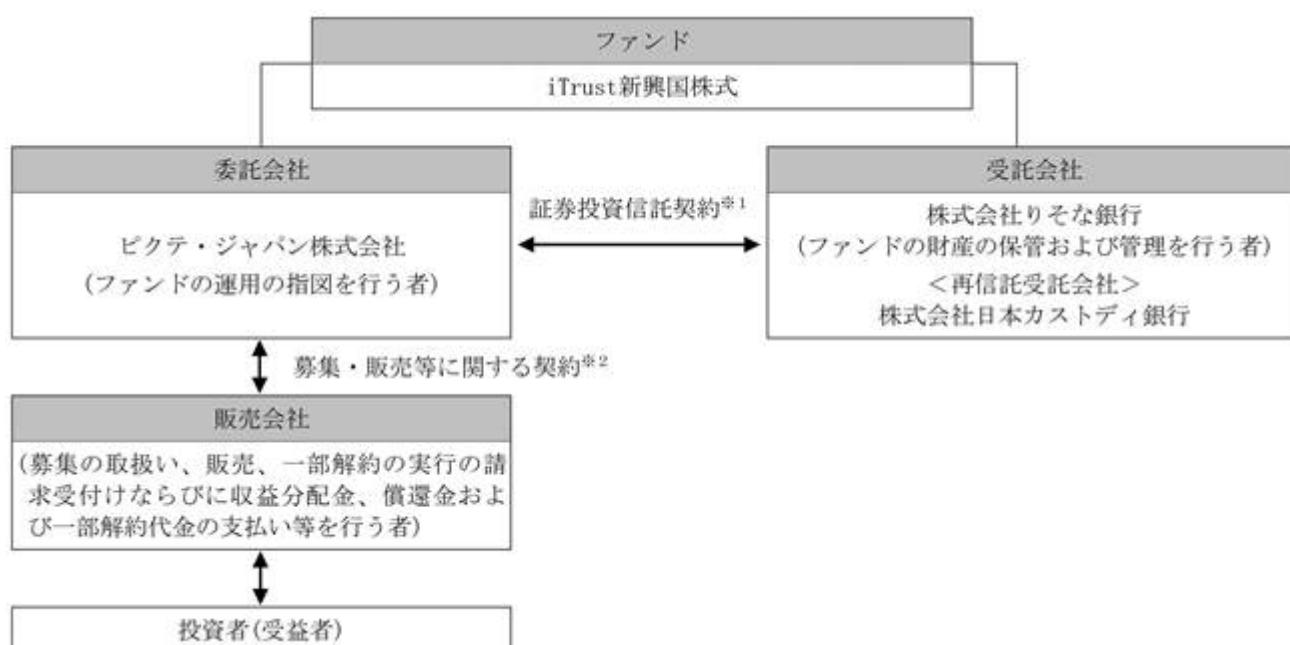 ファンド
iTrust新興国株式
委託会社
ピクテ・ジャパン株式会社
(ファンドの運用の指図を行う者)
証券投資信託契約※1
受託会社
株式会社りそな銀行
(ファンドの財産の保管および管理を行う者)
＜再信託受託会社＞
株式会社日本カストディ銀行
募集・販売等に関する契約※2
販売会社
(募集の取扱い、販売、一部解約の実行の請
求受付けならびに収益分配金、償還金およ
び一部解約代金の支払い等を行う者)
投資者(受益者)